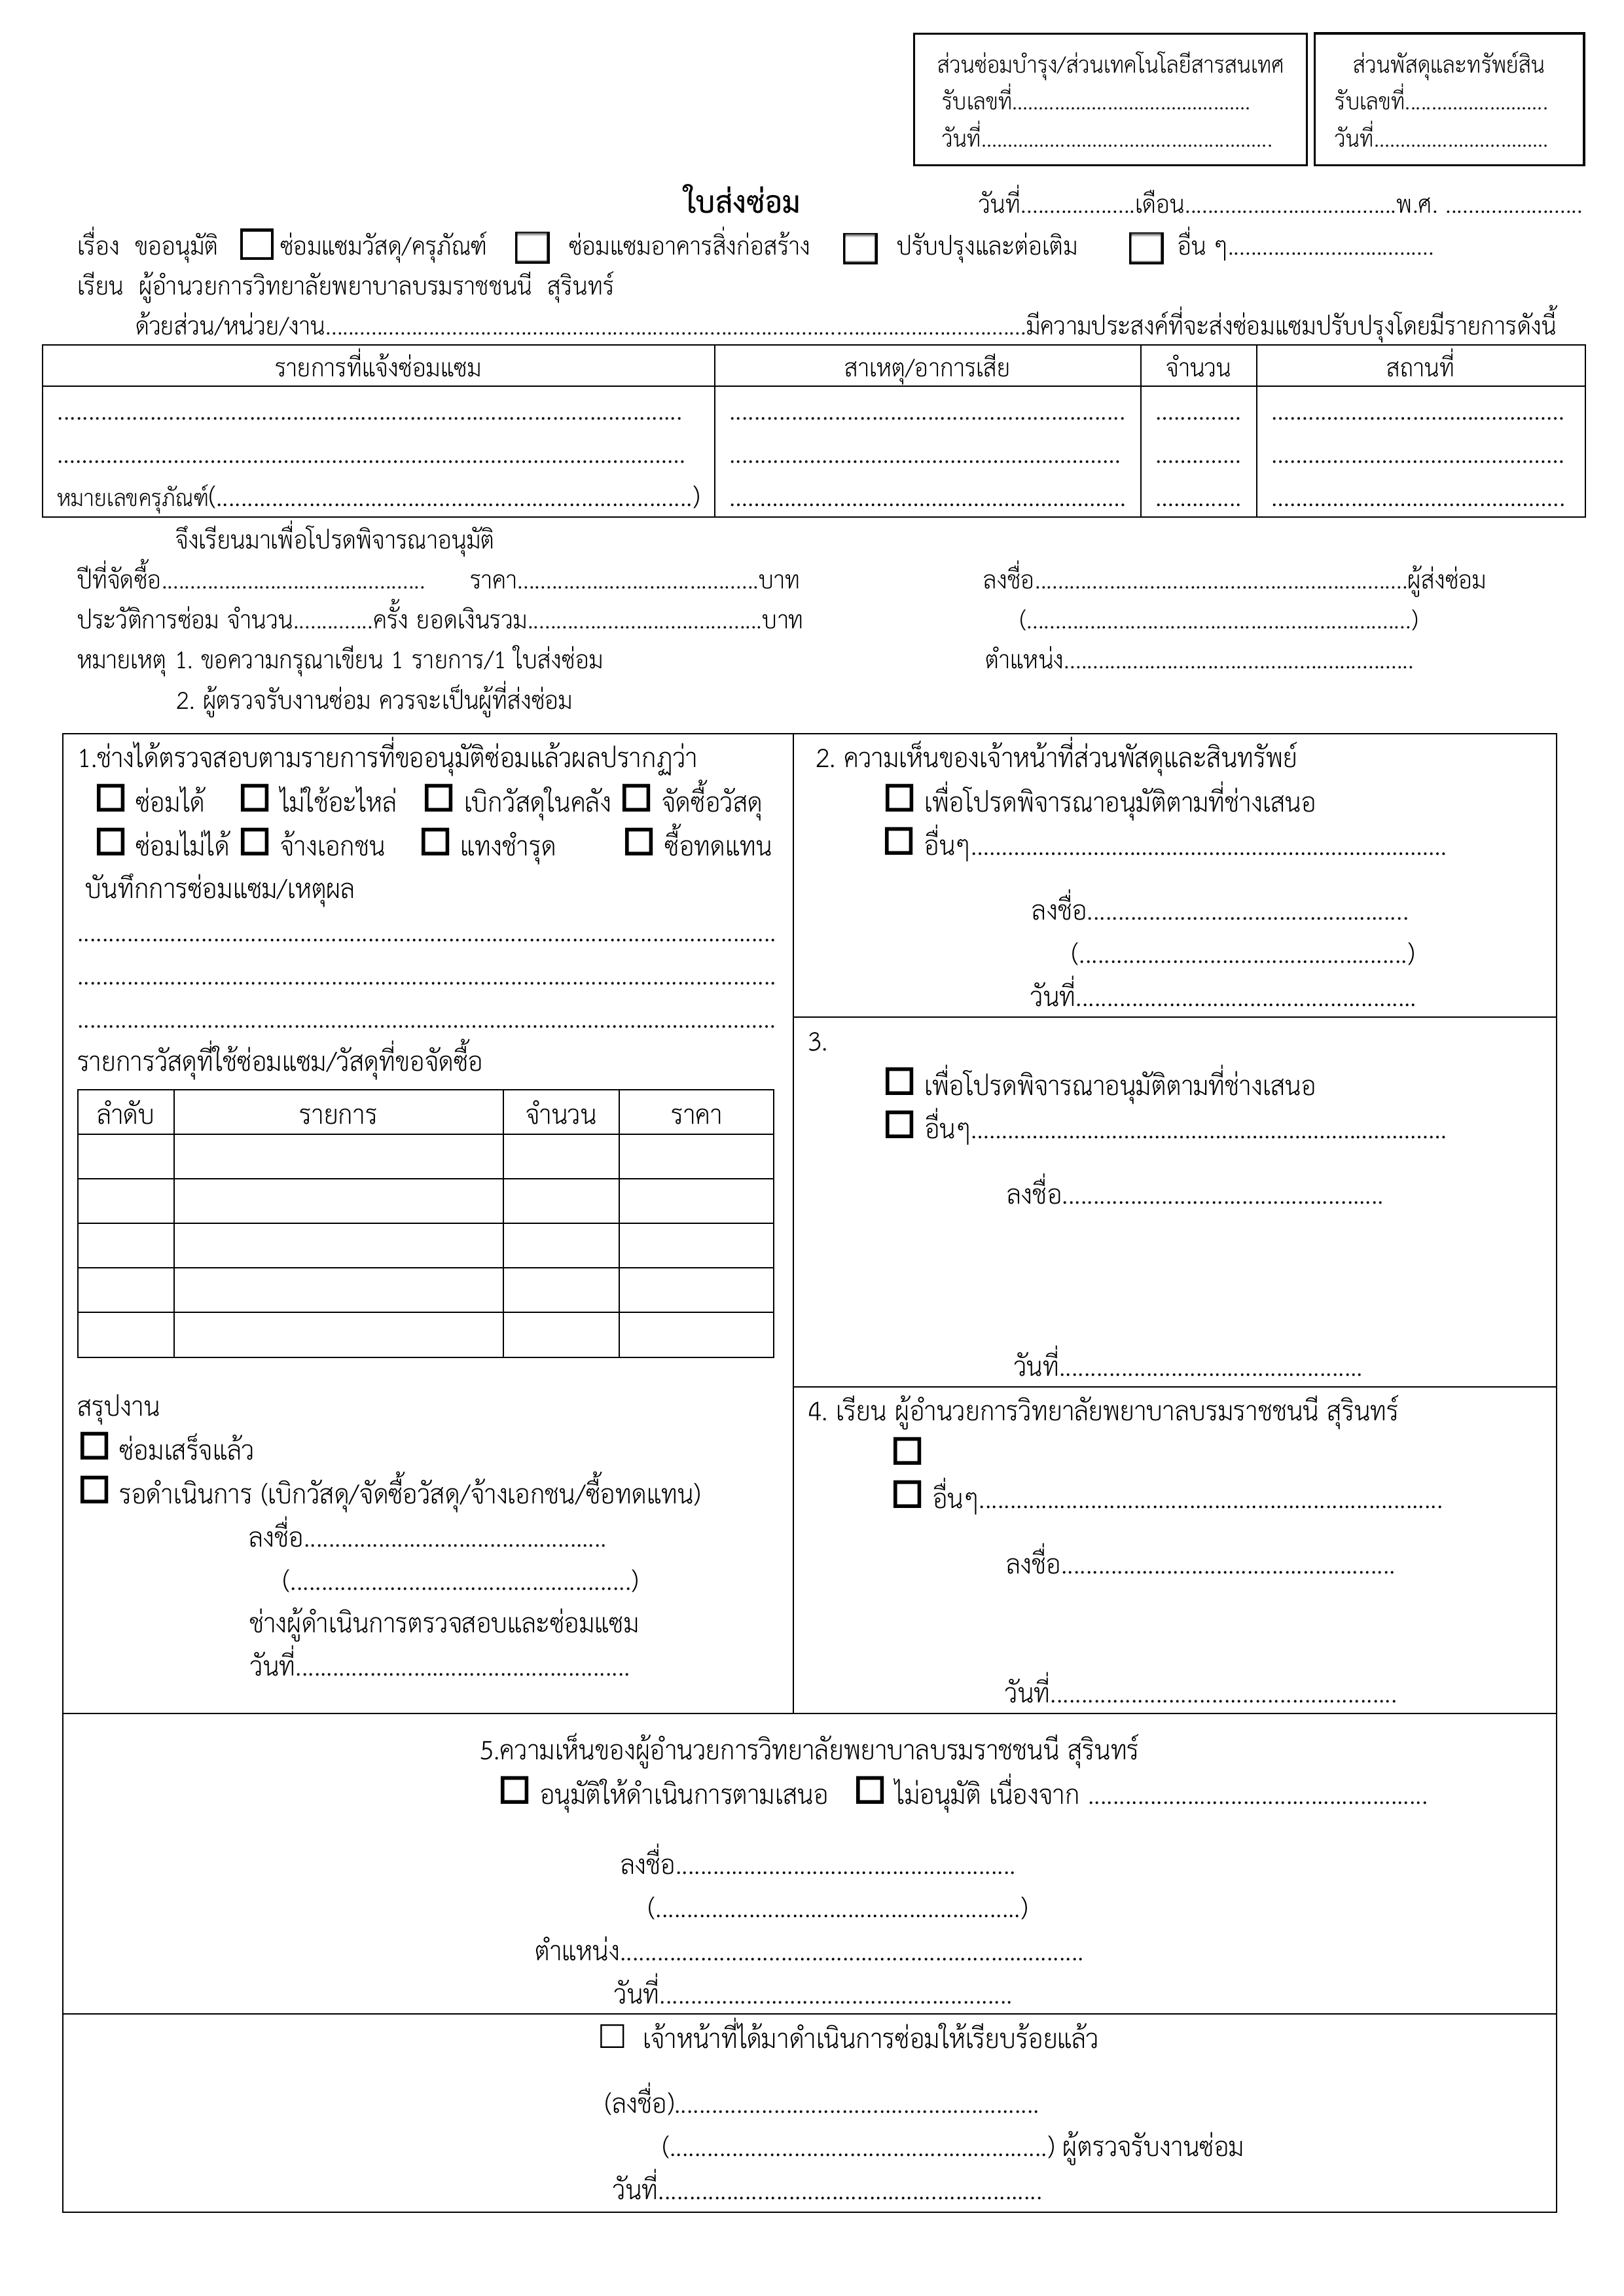 ส่วนซ่อมบำรุง/ส่วนเทคโนโลยีสารสนเทศ
รับเลขที่.............................................
วันที่.......................................................
ส่วนพัสดุและทรัพย์สิน
รับเลขที่...........................
วันที่.................................
ใบส่งซ่อม วันที่....................เดือน.....................................พ.ศ. ........................
เรื่อง ขออนุมัติ ☐ ซ่อมแซมวัสดุ/ครุภัณฑ์ ☐ ซ่อมแซมอาคารสิ่งก่อสร้าง ☐ ปรับปรุงและต่อเติม ☐ อื่น ๆ....................................
เรียน ผู้อำนวยการวิทยาลัยพยาบาลบรมราชชนนี สุรินทร์
ด้วยส่วน/หน่วย/งาน..........................................................................................................................มีความประสงค์ที่จะส่งซ่อมแซมปรับปรุงโดยมีรายการดังนี้
รายการที่แจ้งซ่อมแซม สาเหตุ/อาการเสีย จำนวน สถานที่
..................................................................................................... ................................................................ .............. ...............................................
..................................................................................................... ................................................................ .............. ...............................................
หมายเลขครุภัณฑ์(.............................................................................) ................................................................ .............. ...............................................
จึงเรียนมาเพื่อโปรดพิจารณาอนุมัติ
ปีที่จัดซื้อ.............................................. ราคา..........................................บาท ลงชื่อ.................................................................ผู้ส่งซ่อม
ประวัติการซ่อม จำนวน..............ครั้ง ยอดเงินรวม.........................................บาท (...................................................................)
หมายเหตุ 1. ขอความกรุณาเขียน 1 รายการ/1 ใบส่งซ่อม ตำแหน่ง.............................................................
2. ผู้ตรวจรับงานซ่อม ควรจะเป็นผู้ที่ส่งซ่อม
1.ช่างได้ตรวจสอบตามรายการที่ขออนุมัติซ่อมแล้วผลปรากฏว่า
☐ ซ่อมได้ ☐ ไม่ใช้อะไหล่ ☐ เบิกวัสดุในคลัง ☐ จัดซื้อวัสดุ
☐ ซ่อมไม่ได้ ☐ จ้างเอกชน ☐ แทงชำรุด ☐ ซื้อทดแทน
บันทึกการซ่อมแซม/เหตุผล
.................................................................................................................
.................................................................................................................
.................................................................................................................
รายการวัสดุที่ใช้ซ่อมแซม/วัสดุที่ขอจัดซื้อ
ลำดับ รายการ จำนวน ราคา
สรุปงาน
☐ ซ่อมเสร็จแล้ว
☐ รอดำเนินการ (เบิกวัสดุ/จัดซื้อวัสดุ/จ้างเอกชน/ซื้อทดแทน)
ลงชื่อ.................................................
(.......................................................)
ช่างผู้ดำเนินการตรวจสอบและซ่อมแซม
วันที่......................................................
2. ความเห็นของเจ้าหน้าที่ส่วนพัสดุและสินทรัพย์
☐ เพื่อโปรดพิจารณาอนุมัติตามที่ช่างเสนอ
☐ อื่นๆ.............................................................................
ลงชื่อ....................................................
(.....................................................)
วันที่.......................................................
3.
☐ เพื่อโปรดพิจารณาอนุมัติตามที่ช่างเสนอ
☐ อื่นๆ.............................................................................
ลงชื่อ....................................................
วันที่.................................................
4. เรียน ผู้อำนวยการวิทยาลัยพยาบาลบรมราชชนนี สุรินทร์
☐
☐ อื่นๆ...........................................................................
ลงชื่อ......................................................
วันที่........................................................
5.ความเห็นของผู้อำนวยการวิทยาลัยพยาบาลบรมราชชนนี สุรินทร์
☐ อนุมัติให้ดำเนินการตามเสนอ ☐ ไม่อนุมัติ เนื่องจาก .......................................................
ลงชื่อ.......................................................
(...........................................................)
ตำแหน่ง...........................................................................
วันที่.........................................................
☐ เจ้าหน้าที่ได้มาดำเนินการซ่อมให้เรียบร้อยแล้ว
(ลงชื่อ)...........................................................
(.............................................................) ผู้ตรวจรับงานซ่อม
วันที่..............................................................